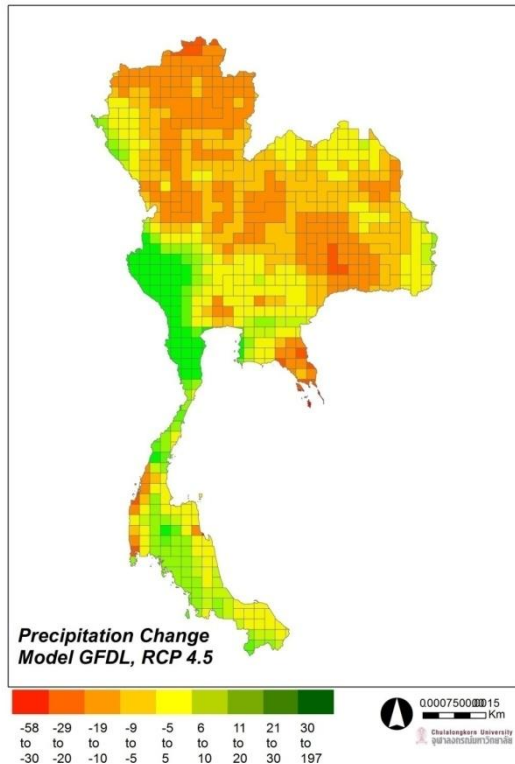 Precipitation Change
Model GFDL, RCP 4.5
-58 -29 -19 -9 -5 6 11 21 30
to to to to to to to to to
-30 -20 -10 -5 5 10 20 30 197
Km
Chulalongkorn University
จุฬาลงกรณ์มหาวิทยาลัย